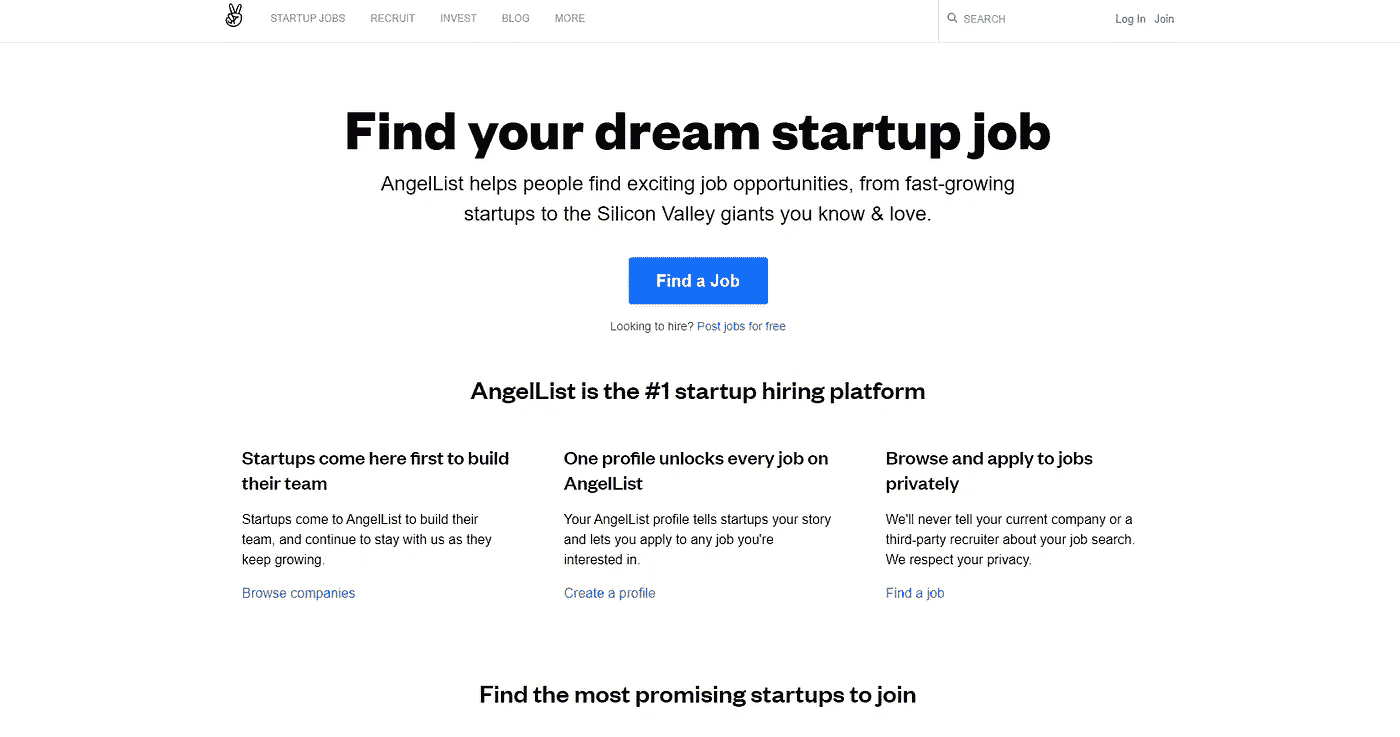 STARTUP JOBS RECRUIT INVEST BLOG MORE SEARCH Log In Join
Find your dream startup job
AngelList helps people find exciting job opportunities, from fast-growing
startups to the Silicon Valley giants you know & love.
Find a Job
Looking to hire? Post jobs for free
AngelList is the #1 startup hiring platform
Startups come here first to build
their team
Startups come to AngelList to build their
team, and continue to stay with us as they
keep growing.
Browse companies
One profile unlocks every job on
AngelList
Your AngelList profile tells startups your story
and lets you apply to any job you're
interested in.
Create a profile
Browse and apply to jobs
privately
We'll never tell your current company or a
third-party recruiter about your job search.
We respect your privacy.
Find a job
Find the most promising startups to join